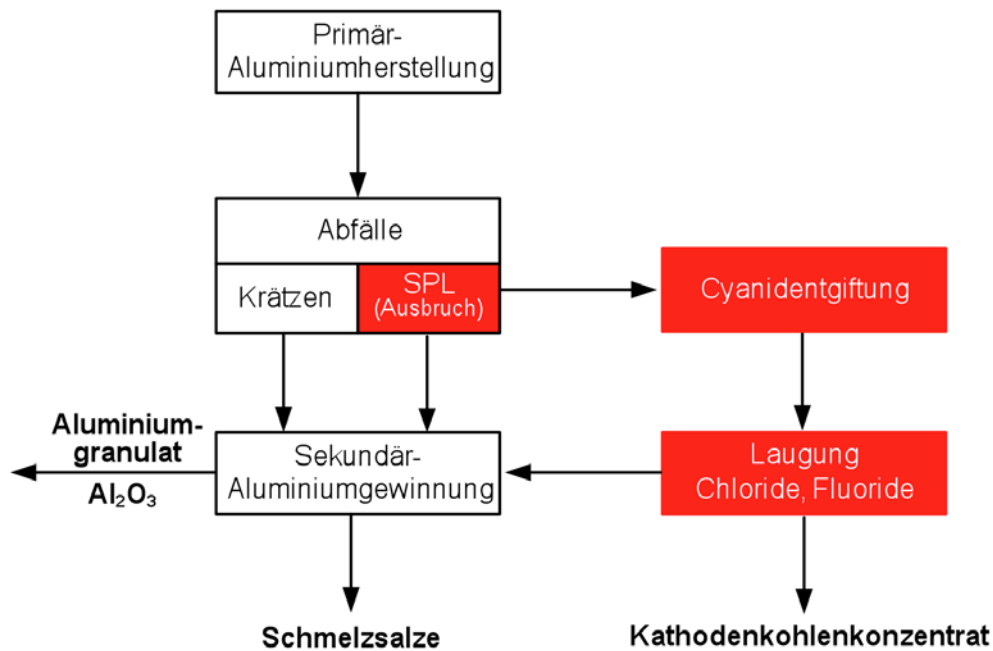 Primär-
Aluminiumherstellung
Abfälle
Krätzen
SPL
(Ausbruch)
Cyanidentgiftung
Aluminium-
granulat
Al₂O₃
Sekundär-
Aluminiumgewinnung
Laugung
Chloride, Fluoride
Schmelzsalze
Kathodenkohlenkonzentrat